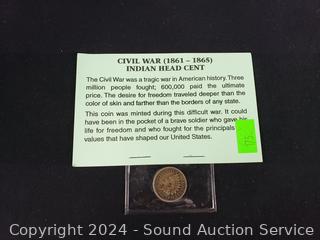 CIVIL WAR (1861 – 1865)
INDIAN HEAD CENT
The Civil War was a tragic war in American history. Three
million people fought; 600,000 paid the ultimate
price. The desire for freedom traveled deeper than the
color of skin and farther than the borders of any state.
This coin was minted during this difficult war. It could
have been in the pocket of a brave soldier who gave his
life for freedom and who fought for the principals
values that have shaped our United States.
Copyright 2024 - Sound Auction Service